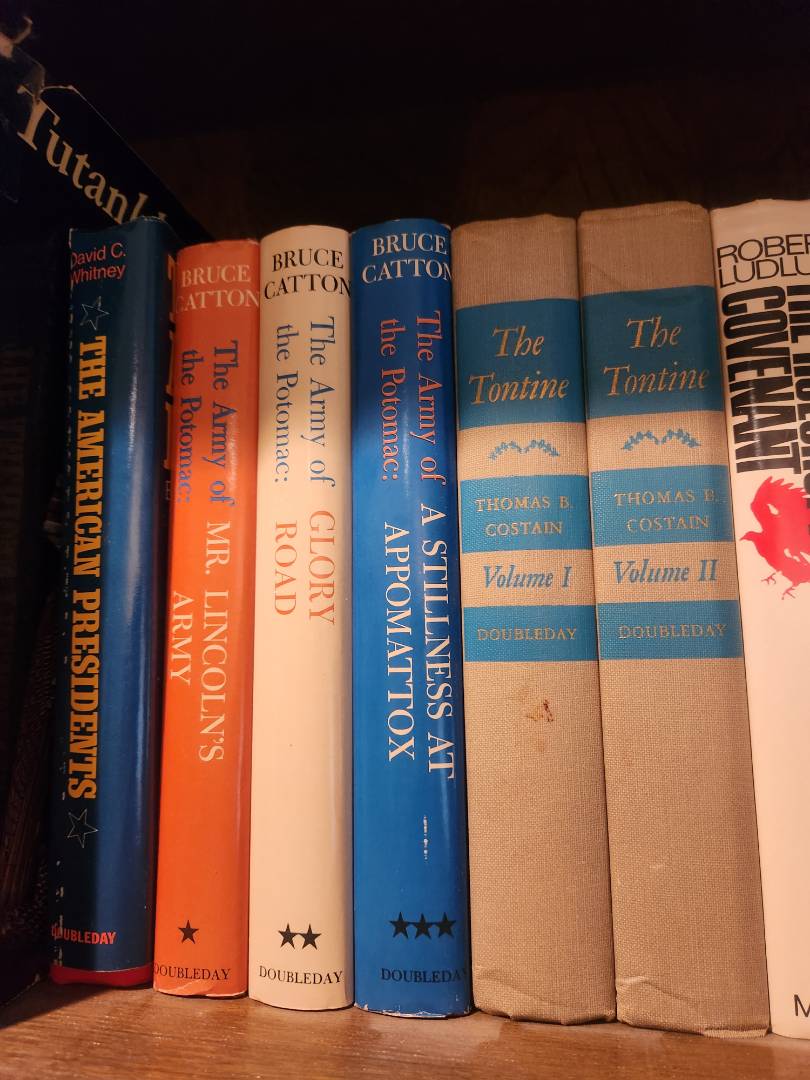 Tutankh
David C.
Whitney
THE AMERICAN PRESIDENTS
DOUBLEDAY
BRUCE
CATTON
The Army of
the Potomac:
MR. LINCOLN'S
ARMY
DOUBLEDAY
BRUCE
CATTON
The Army of
the Potomac:
GLORY
ROAD
DOUBLEDAY
BRUCE
CATTON
The Army of
the Potomac:
A STILLNESS AT
APPOMATTOX
DOUBLEDAY
The
Tontine
THOMAS B.
COSTAIN
Volume I
DOUBLEDAY
The
Tontine
THOMAS B.
COSTAIN
Volume II
DOUBLEDAY
ROBER
LUDLU
COVENANT
M